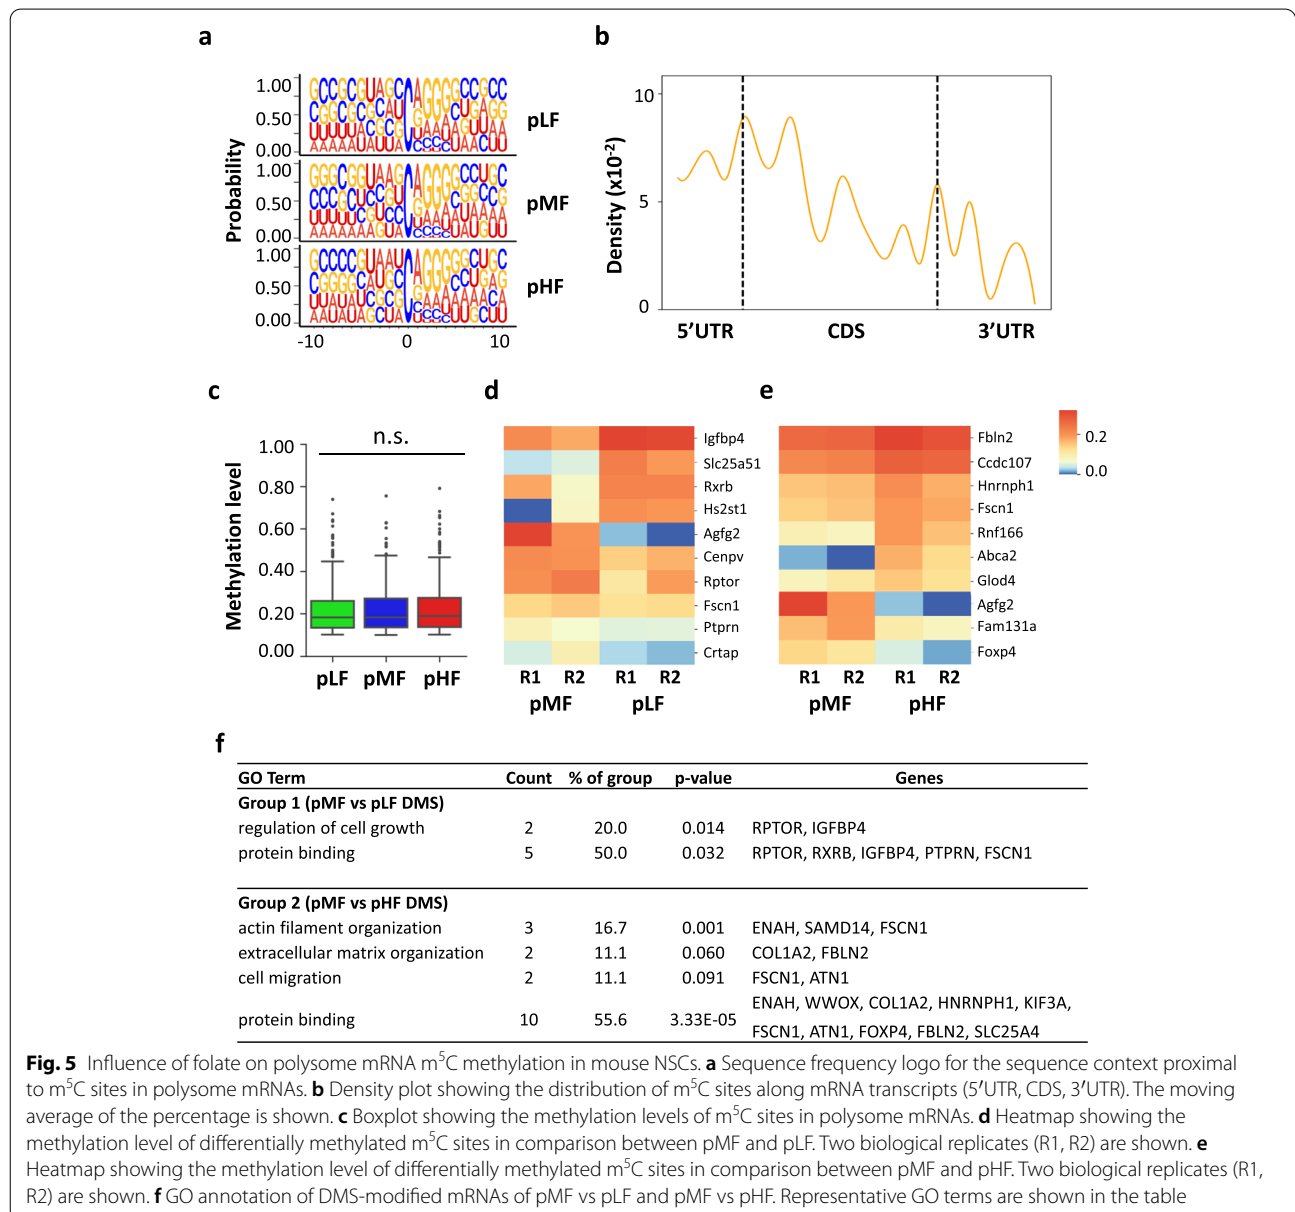 a
b
Probability
1.00
0.50
0.00
pLF
1.00
0.50
0.00
pMF
1.00
0.50
0.00
pHF
-10
0
10
Density (x10⁻²)
10
5
0
5′UTR
CDS
3′UTR
c
Methylation level
n.s.
1.00
0.80
0.60
0.40
0.20
0.00
pLF pMF pHF
d
Igfbp4
Slc25a51
Rxrb
Hs2st1
Agfg2
Cenpv
Rptor
Fscn1
Ptprn
Crtap
R1 R2 R1 R2
pMF pLF
e
Fbln2
Ccdc107
Hnrnph1
Fscn1
Rnf166
Abca2
Glod4
Agfg2
Fam131a
Foxp4
R1 R2 R1 R2
pMF pHF
0.2
0.0
f
GO Term Count % of group p-value Genes
Group 1 (pMF vs pLF DMS)
regulation of cell growth 2 20.0 0.014 RPTOR, IGFBP4
protein binding 5 50.0 0.032 RPTOR, RXRB, IGFBP4, PTPRN, FSCN1
Group 2 (pMF vs pHF DMS)
actin filament organization 3 16.7 0.001 ENAH, SAMD14, FSCN1
extracellular matrix organization 2 11.1 0.060 COL1A2, FBLN2
cell migration 2 11.1 0.091 FSCN1, ATN1
protein binding 10 55.6 3.33E-05 ENAH, WWOX, COL1A2, HNRNPH1, KIF3A,
FSCN1, ATN1, FOXP4, FBLN2, SLC25A4
Fig. 5 Influence of folate on polysome mRNA m⁵C methylation in mouse NSCs. a Sequence frequency logo for the sequence context proximal
to m⁵C sites in polysome mRNAs. b Density plot showing the distribution of m⁵C sites along mRNA transcripts (5′UTR, CDS, 3′UTR). The moving
average of the percentage is shown. c Boxplot showing the methylation levels of m⁵C sites in polysome mRNAs. d Heatmap showing the
methylation level of differentially methylated m⁵C sites in comparison between pMF and pLF. Two biological replicates (R1, R2) are shown. e
Heatmap showing the methylation level of differentially methylated m⁵C sites in comparison between pMF and pHF. Two biological replicates (R1,
R2) are shown. f GO annotation of DMS-modified mRNAs of pMF vs pLF and pMF vs pHF. Representative GO terms are shown in the table